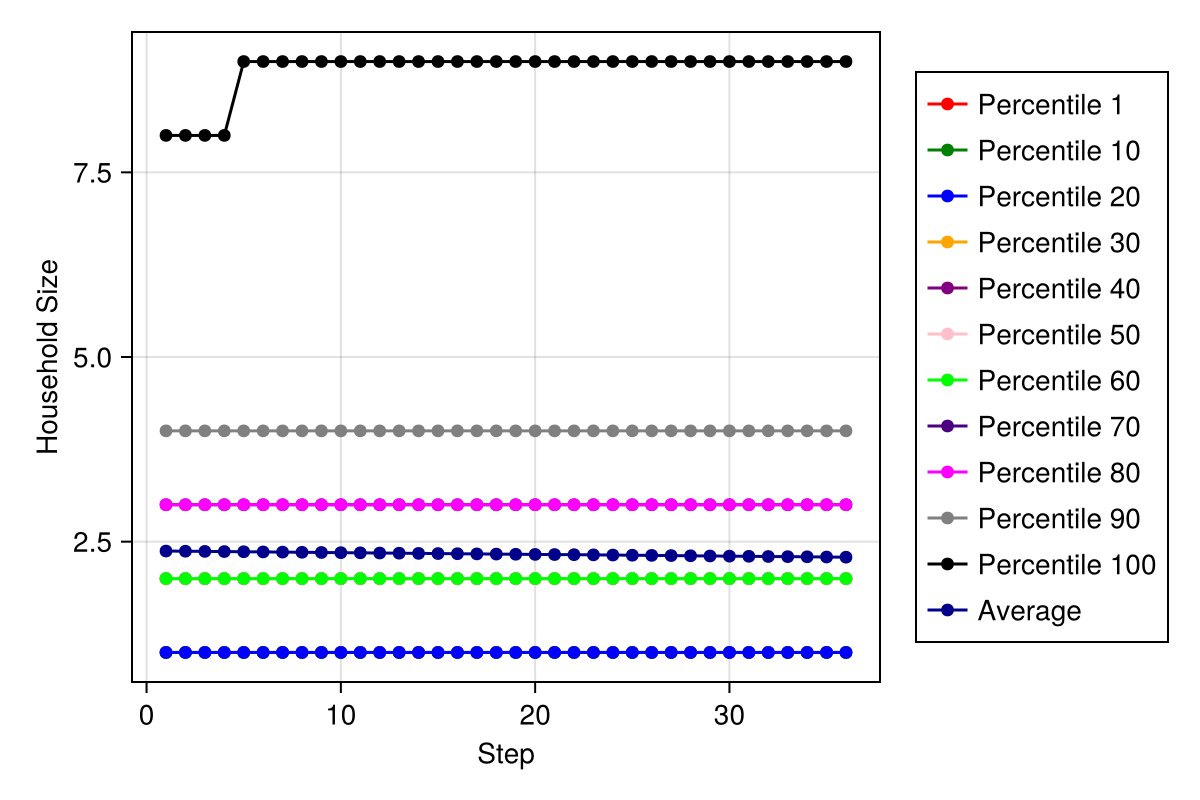 7.5
5.0
2.5
Household Size
0 10 20 30
Step
Percentile 1
Percentile 10
Percentile 20
Percentile 30
Percentile 40
Percentile 50
Percentile 60
Percentile 70
Percentile 80
Percentile 90
Percentile 100
Average